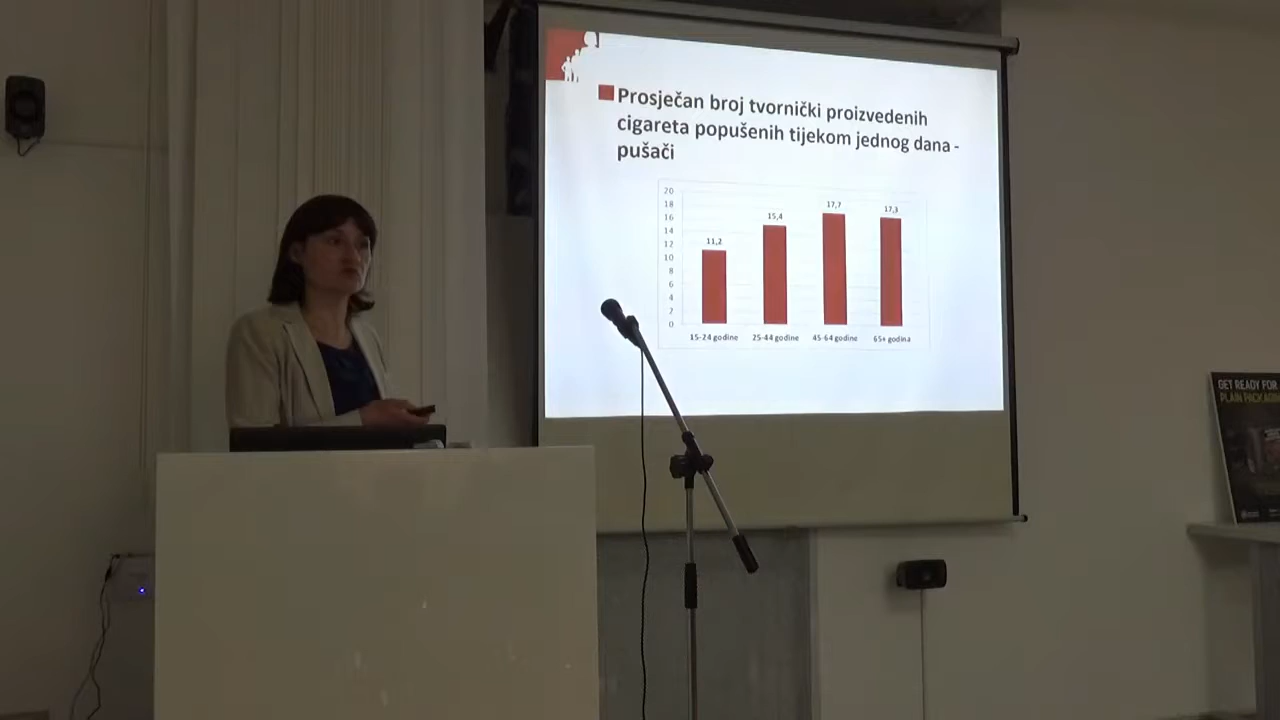 Prosječan broj tvornički proizvedenih
cigareta popušenih tijekom jednog dana -
pušači
20
18
16
14
12
10
8
6
4
2
0
11,2
15,4
17,7
17,3
15-24 godine
25-44 godine
45-64 godine
65+ godina
GET READY FOR
PLAIN PACKAGIN